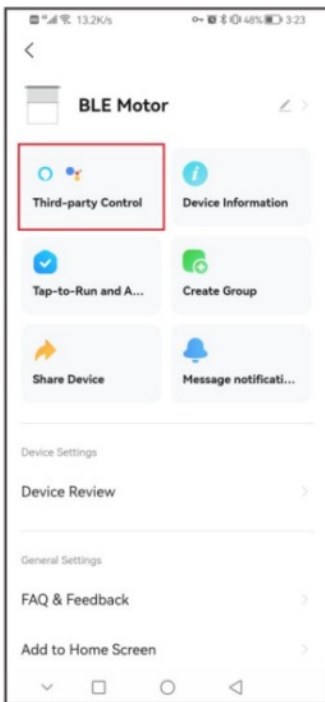 13.2K/s 48% 3:23
BLE Motor
Third-party Control
Device Information
Tap-to-Run and A...
Create Group
Share Device
Message notificati...
Device Settings
Device Review
General Settings
FAQ & Feedback
Add to Home Screen